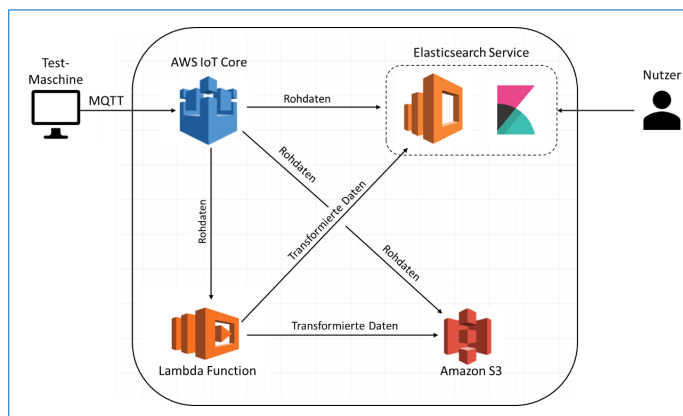 Test-
Maschine
AWS IoT Core
Elasticsearch Service
Nutzer
MQTT
Rohdaten
Rohdaten
Rohdaten
Transformierte Daten
Rohdaten
Transformierte Daten
Lambda Function
Amazon S3